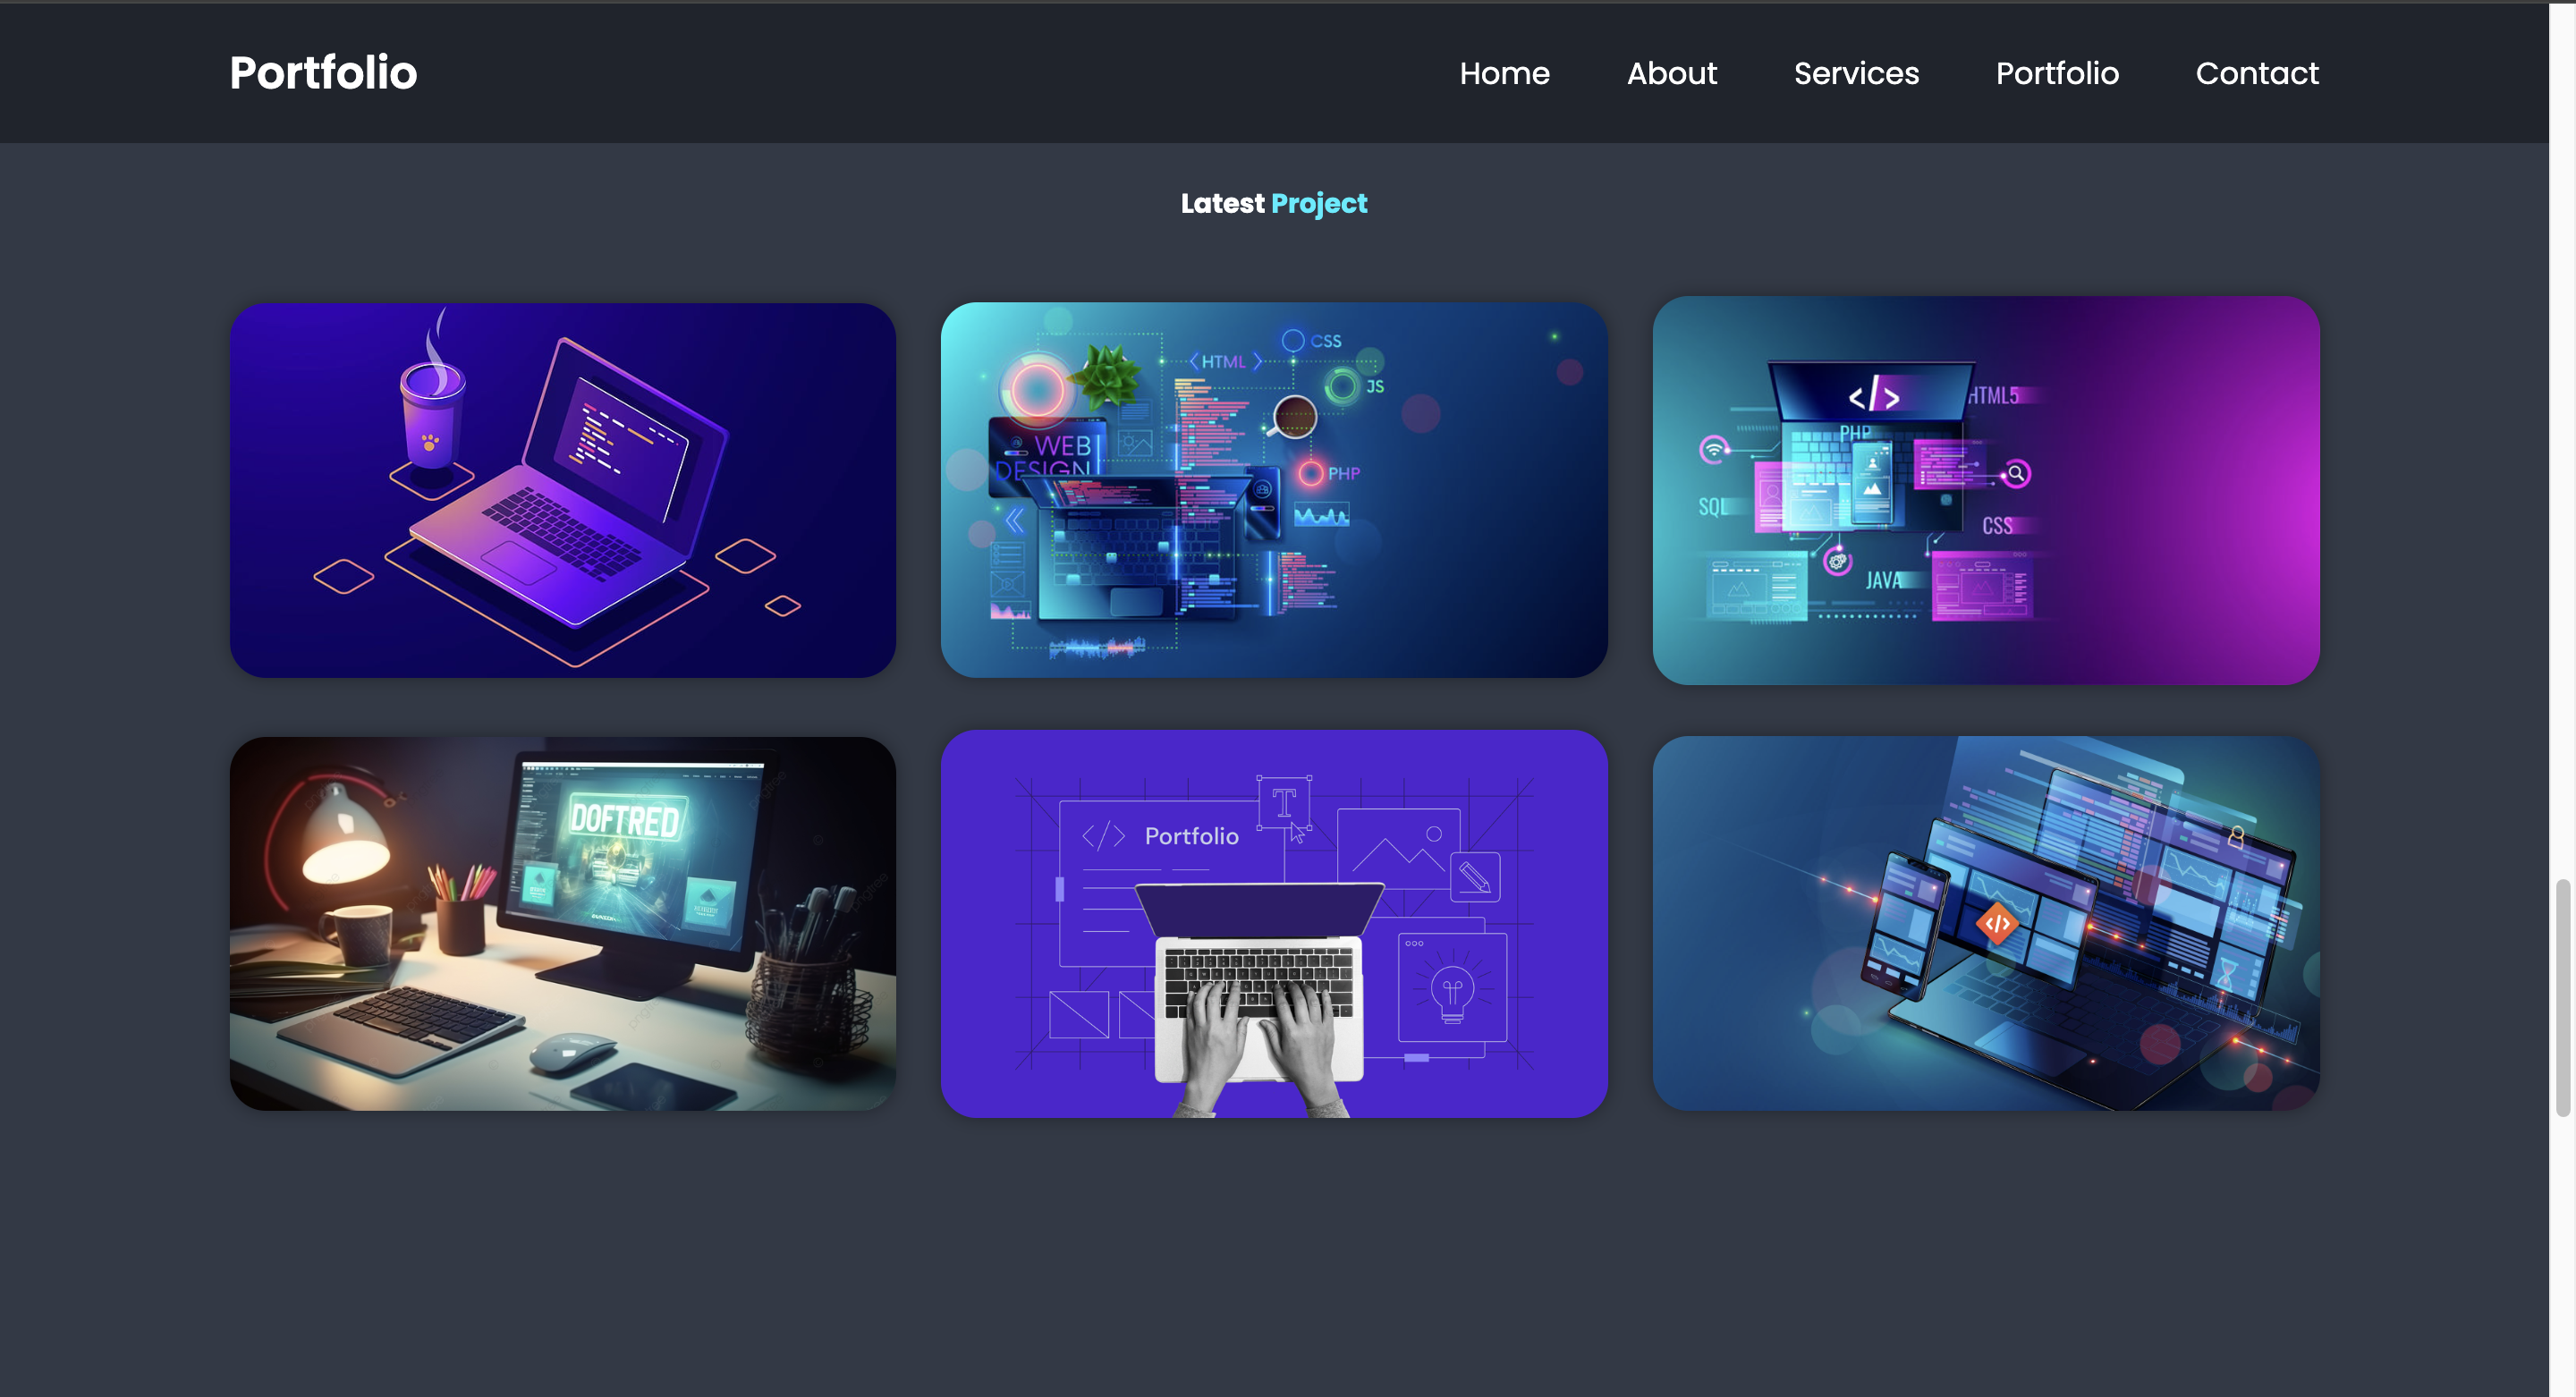 Portfolio
Home
About
Services
Portfolio
Contact
Latest Project
HTML
CSS
JS
WEB
DESIGN
PHP
HTML5
PHP
SQL
CSS
JAVA
DOFTRED
T
Portfolio